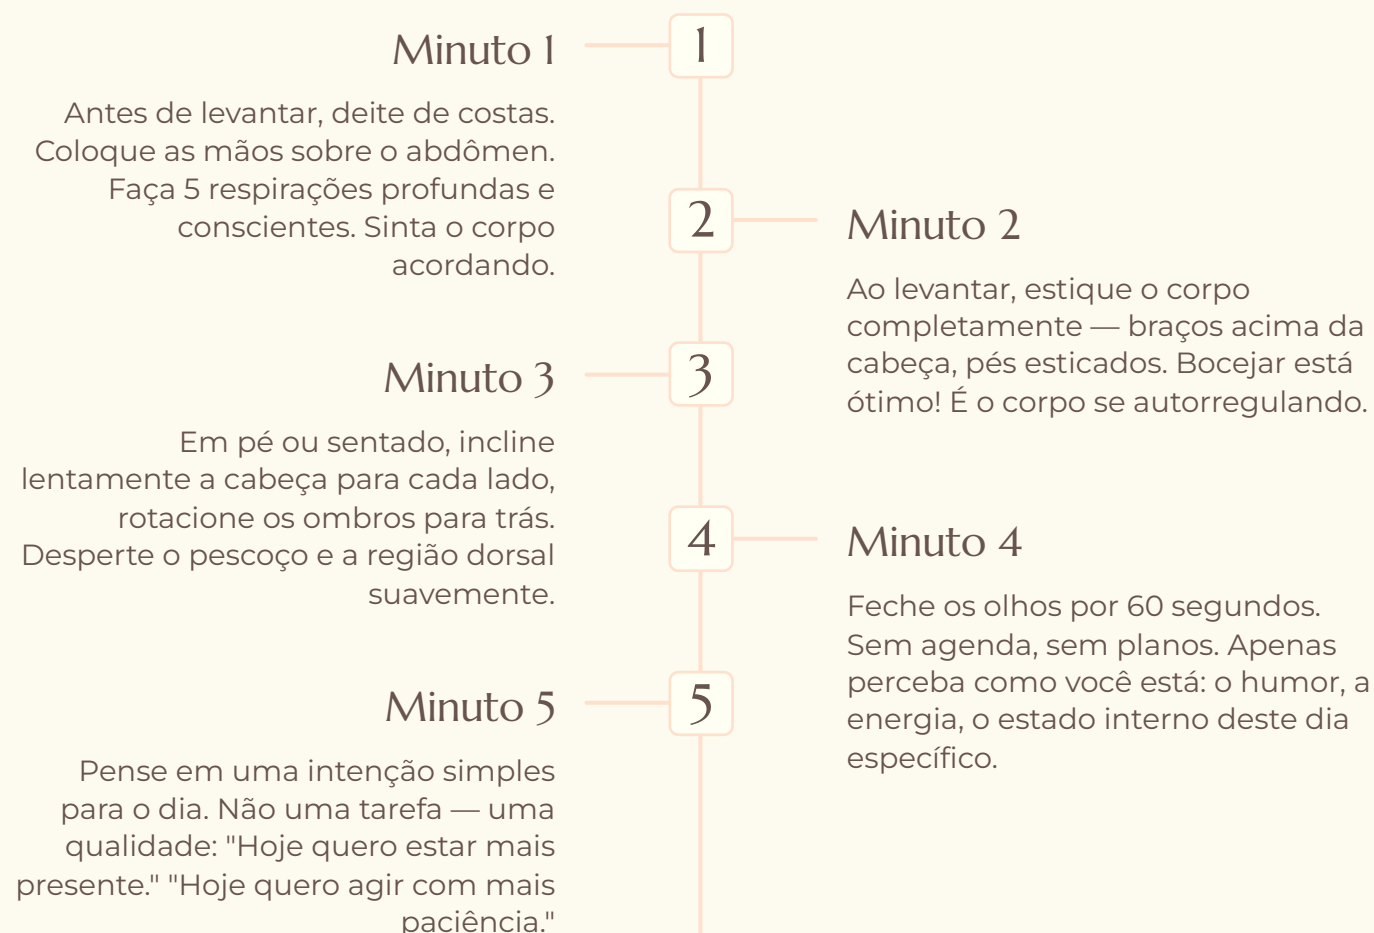 Minuto 1
1
Antes de levantar, deite de costas.
Coloque as mãos sobre o abdômen.
Faça 5 respirações profundas e
conscientes. Sinta o corpo
acordando.
2
Minuto 2
Ao levantar, estique o corpo
completamente — braços acima da
cabeça, pés esticados. Bocejar está
ótimo! É o corpo se autorregulando.
Minuto 3
3
Em pé ou sentado, incline
lentamente a cabeça para cada lado,
rotacione os ombros para trás.
Desperte o pescoço e a região dorsal
suavemente.
4
Minuto 4
Feche os olhos por 60 segundos.
Sem agenda, sem planos. Apenas
perceba como você está: o humor, a
energia, o estado interno deste dia
específico.
Minuto 5
5
Pense em uma intenção simples
para o dia. Não uma tarefa — uma
qualidade: "Hoje quero estar mais
presente." "Hoje quero agir com mais
paciência."